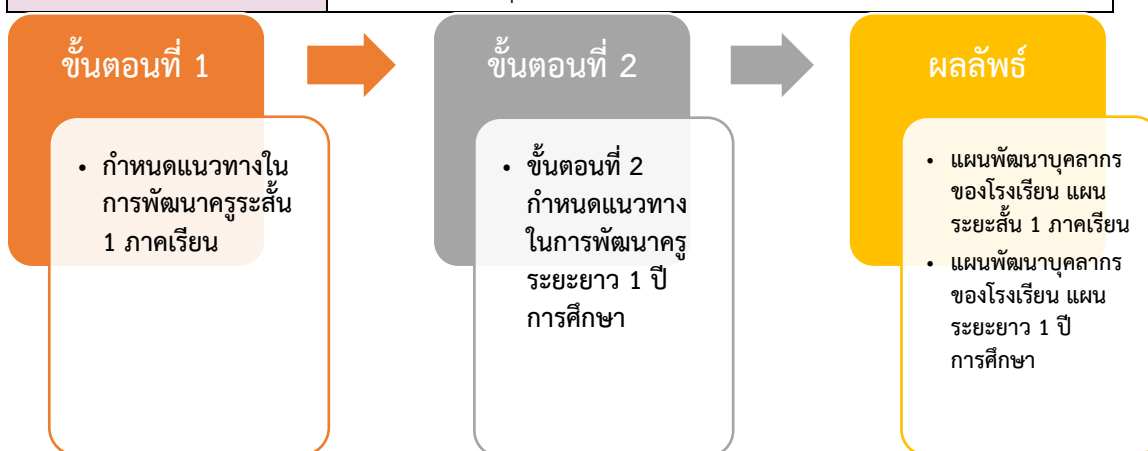 ขั้นตอนที่ 1
• กำหนดแนวทางใน
การพัฒนาครูระสั้น
1 ภาคเรียน
ขั้นตอนที่ 2
• ขั้นตอนที่ 2
กำหนดแนวทาง
ในการพัฒนาครู
ระยะยาว 1 ปี
การศึกษา
ผลลัพธ์
• แผนพัฒนาบุคลากร
ของโรงเรียน แผน
ระยะสั้น 1 ภาคเรียน
• แผนพัฒนาบุคลากร
ของโรงเรียน แผน
ระยะยาว 1 ปี
การศึกษา